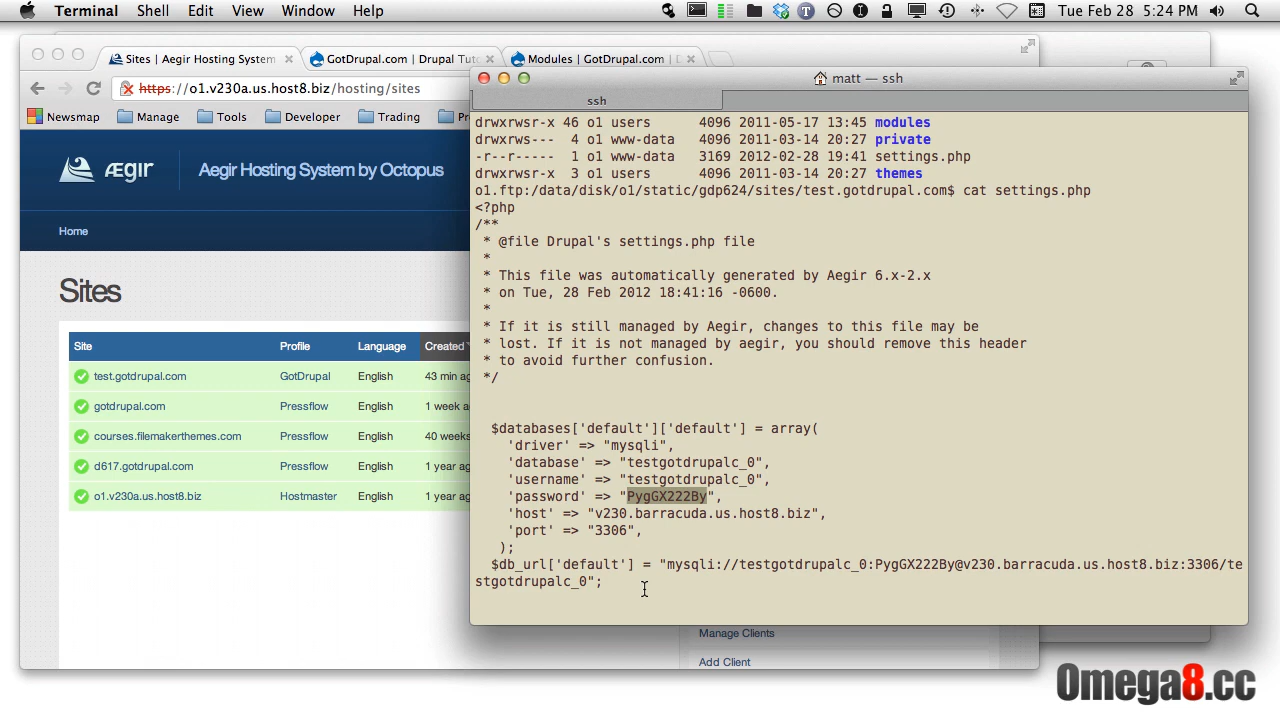 Terminal Shell Edit View Window Help Tue Feb 28 5:24 PM
Sites | Aegir Hosting System
GotDrupal.com | Drupal Tuto
Modules | GotDrupal.com |
https://o1.v230a.us.host8.biz/hosting/sites
Newsmap Manage Tools Developer Trading
ÆGIR Aegir Hosting System by Octopus
Home
Sites
Site Profile Language Created
test.gotdrupal.com GotDrupal English 43 min
gotdrupal.com Pressflow English 1 week
courses.filemakerthemes.com Pressflow English 40 weeks
d617.gotdrupal.com Pressflow English 1 year
o1.v230a.us.host8.biz Hostmaster English 1 year
Manage Clients
Add Client
matt — ssh
ssh
drwxrwsr-x 46 o1 users 4096 2011-05-17 13:45 modules
drwxrws--- 4 o1 www-data 4096 2011-03-14 20:27 private
-r--r----- 1 o1 www-data 3169 2012-02-28 19:41 settings.php
drwxrwsr-x 3 o1 users 4096 2011-03-14 20:27 themes
o1.ftp:/data/disk/o1/static/gdp624/sites/test.gotdrupal.com$ cat settings.php
<?php
/**
* @file Drupal's settings.php file
*
* This file was automatically generated by Aegir 6.x-2.x
* on Tue, 28 Feb 2012 18:41:16 -0600.
*
* If it is still managed by Aegir, changes to this file may be
* lost. If it is not managed by aegir, you should remove this header
* to avoid further confusion.
*/
$databases['default']['default'] = array(
'driver' => "mysqli",
'database' => "testgotdrupalc_0",
'username' => "testgotdrupalc_0",
'password' => "PygGX222By",
'host' => "v230.barracuda.us.host8.biz",
'port' => "3306",
);
$db_url['default'] = "mysqli://testgotdrupalc_0:PygGX222By@v230.barracuda.us.host8.biz:3306/te
stgotdrupalc_0";
Omega8.cc